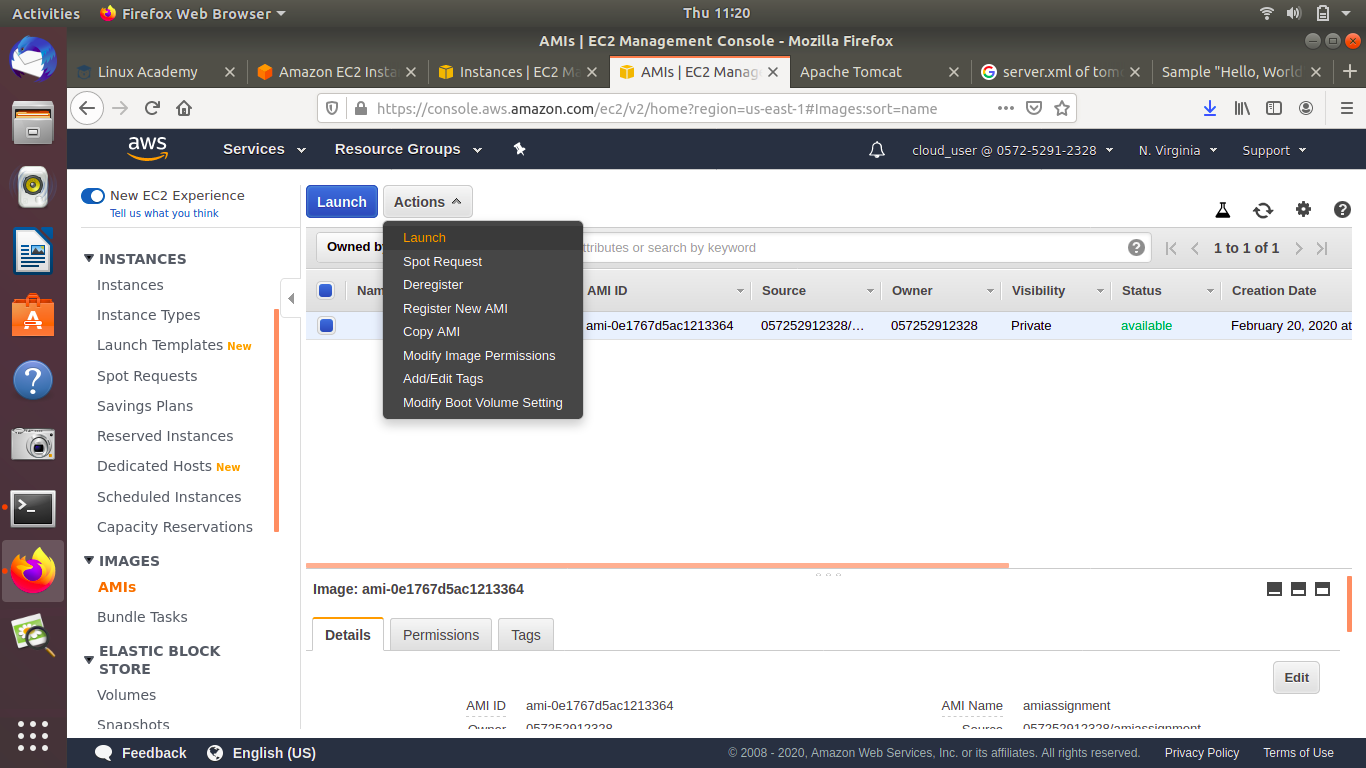 Activities Firefox Web Browser Thu 11:20
AMIs | EC2 Management Console - Mozilla Firefox
Linux Academy Amazon EC2 Insta Instances | EC2 Ma AMIs | EC2 Manag Apache Tomcat server.xml of tom Sample "Hello, World
https://console.aws.amazon.com/ec2/v2/home?region=us-east-1#Images:sort=name
aws Services Resource Groups cloud_user @ 0572-5291-2328 N. Virginia Support
New EC2 Experience
Tell us what you think
INSTANCES
Instances
Instance Types
Launch Templates New
Spot Requests
Savings Plans
Reserved Instances
Dedicated Hosts New
Scheduled Instances
Capacity Reservations
IMAGES
AMIs
Bundle Tasks
ELASTIC BLOCK
STORE
Volumes
Snapshots
Launch Actions
Launch
Spot Request
Deregister
Register New AMI
Copy AMI
Modify Image Permissions
Add/Edit Tags
Modify Boot Volume Setting
Owned b tributes or search by keyword 1 to 1 of 1
Nam AMI ID Source Owner Visibility Status Creation Date
ami-0e1767d5ac1213364 057252912328/… 057252912328 Private available February 20, 2020 at
Image: ami-0e1767d5ac1213364
Details Permissions Tags
Edit
AMI ID ami-0e1767d5ac1213364 AMI Name amiassignment
Owner 057252912328 Source 057252912328/amiassignment
Feedback English (US) © 2008 - 2020, Amazon Web Services, Inc. or its affiliates. All rights reserved. Privacy Policy Terms of Use